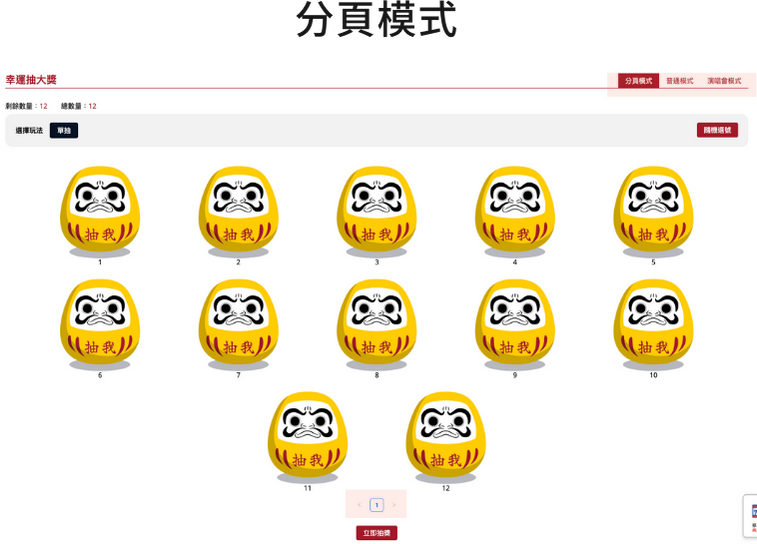 分頁模式
幸運抽大獎
分頁模式 普通模式 演唱會模式
剩餘數量：12 總數量：12
選擇玩法 單抽 隨機選號
抽我 抽我 抽我 抽我 抽我
1 2 3 4 5
抽我 抽我 抽我 抽我 抽我
6 7 8 9 10
抽我 抽我
11 12
< 1 >
立即抽獎